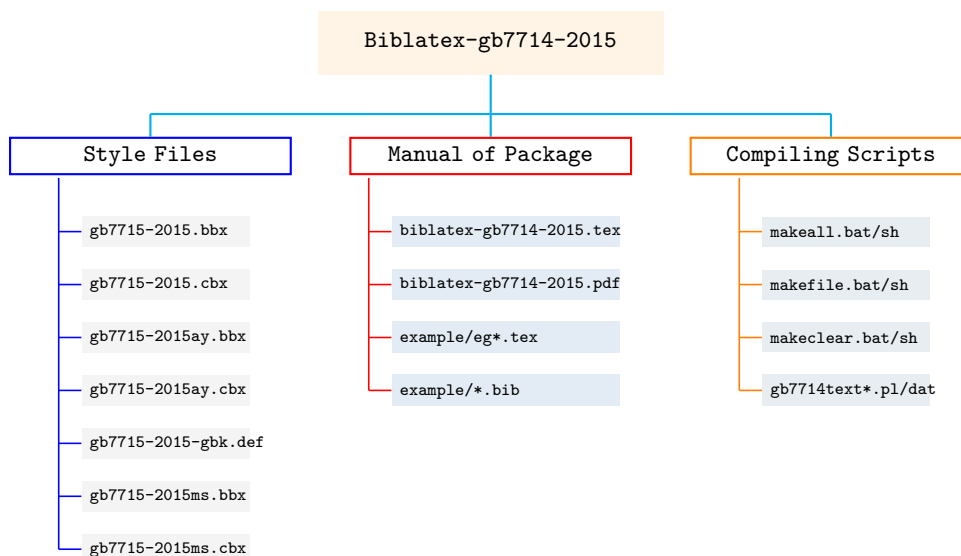 Biblatex-gb7714-2015
Style Files
gb7715-2015.bbx
gb7715-2015.cbx
gb7715-2015ay.bbx
gb7715-2015ay.cbx
gb7715-2015-gbk.def
gb7715-2015ms.bbx
gb7715-2015ms.cbx
Manual of Package
biblatex-gb7714-2015.tex
biblatex-gb7714-2015.pdf
example/eg*.tex
example/*.bib
Compiling Scripts
makeall.bat/sh
makefile.bat/sh
makeclear.bat/sh
gb7714text*.pl/dat